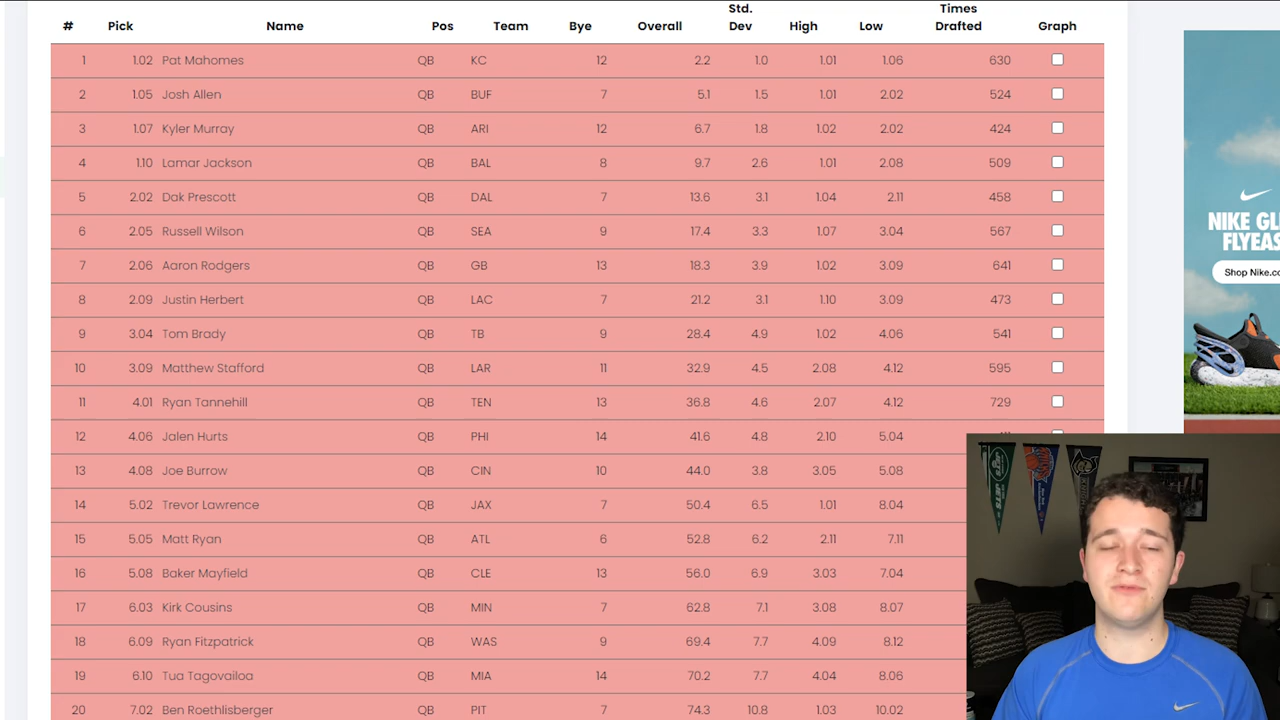 # Pick Name Pos Team Bye Overall Std. Dev High Low Times Drafted Graph
1 1.02 Pat Mahomes QB KC 12 2.2 1.0 1.01 1.06 630
2 1.05 Josh Allen QB BUF 7 5.1 1.5 1.01 2.02 524
3 1.07 Kyler Murray QB ARI 12 6.7 1.8 1.02 2.02 424
4 1.10 Lamar Jackson QB BAL 8 9.7 2.6 1.01 2.08 509
5 2.02 Dak Prescott QB DAL 7 13.6 3.1 1.04 2.11 458
6 2.05 Russell Wilson QB SEA 9 17.4 3.3 1.07 3.04 567
7 2.06 Aaron Rodgers QB GB 13 18.3 3.9 1.02 3.09 641
8 2.09 Justin Herbert QB LAC 7 21.2 3.1 1.10 3.09 473
9 3.04 Tom Brady QB TB 9 28.4 4.9 1.02 4.06 541
10 3.09 Matthew Stafford QB LAR 11 32.9 4.5 2.08 4.12 595
11 4.01 Ryan Tannehill QB TEN 13 36.8 4.6 2.07 4.12 729
12 4.06 Jalen Hurts QB PHI 14 41.6 4.8 2.10 5.04
13 4.08 Joe Burrow QB CIN 10 44.0 3.8 3.05 5.08
14 5.02 Trevor Lawrence QB JAX 7 50.4 6.5 1.01 8.04
15 5.05 Matt Ryan QB ATL 6 52.8 6.2 2.11 7.11
16 5.08 Baker Mayfield QB CLE 13 56.0 6.9 3.03 7.04
17 6.03 Kirk Cousins QB MIN 7 62.8 7.1 3.08 8.07
18 6.09 Ryan Fitzpatrick QB WAS 9 69.4 7.7 4.09 8.12
19 6.10 Tua Tagovailoa QB MIA 14 70.2 7.7 4.04 8.06
20 7.02 Ben Roethlisberger QB PIT 7 74.3 10.8 1.03 10.02
NIKE GL
FLYEAS
Shop Nike.c